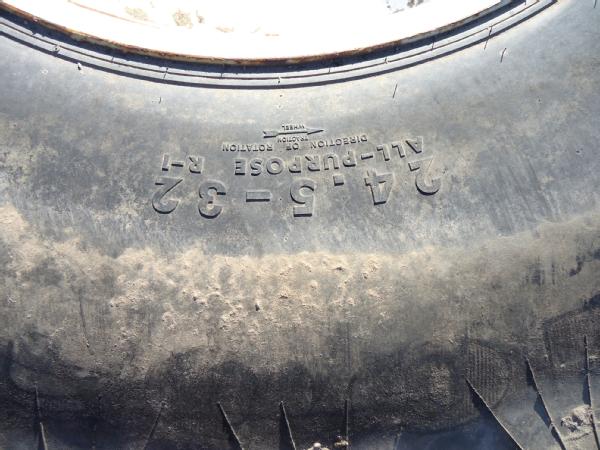 24.5-32
ALL-PURPOSE R-1
DIRECTION OF ROTATION
TRACTION
WHEEL